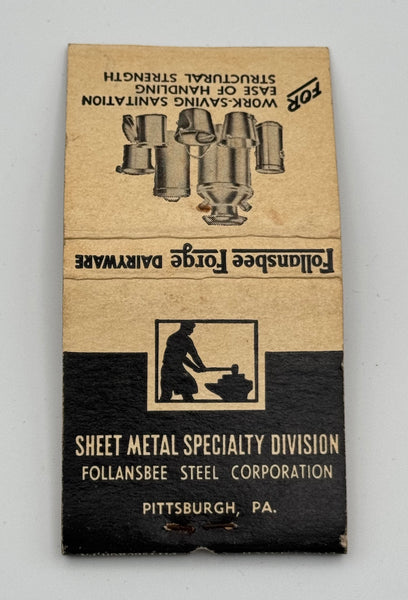 FOR
WORK-SAVING SANITATION
EASE OF HANDLING
STRUCTURAL STRENGTH
Follansbee Forge DAIRYWARE
SHEET METAL SPECIALTY DIVISION
FOLLANSBEE STEEL CORPORATION
PITTSBURGH, PA.